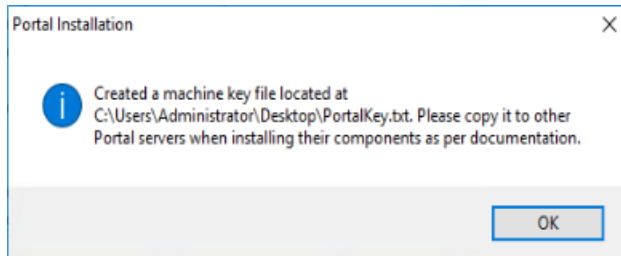 Portal Installation
Created a machine key file located at
C:\Users\Administrator\Desktop\PortalKey.txt. Please copy it to other
Portal servers when installing their components as per documentation.
OK